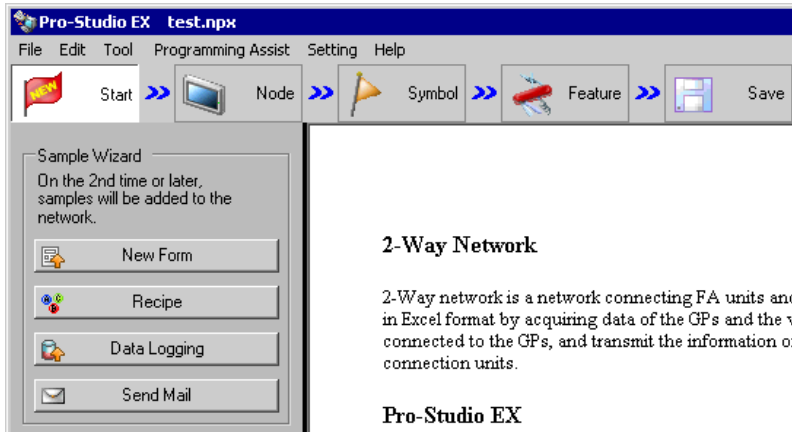 Pro-Studio EX test.npx
File Edit Tool Programming Assist Setting Help
NEW Start Node Symbol Feature Save
Sample Wizard
On the 2nd time or later,
samples will be added to the
network.
New Form
Recipe
Data Logging
Send Mail
2-Way Network
2-Way network is a network connecting FA units and
in Excel format by acquiring data of the GPs and the
connected to the GPs, and transmit the information
connection units.
Pro-Studio EX